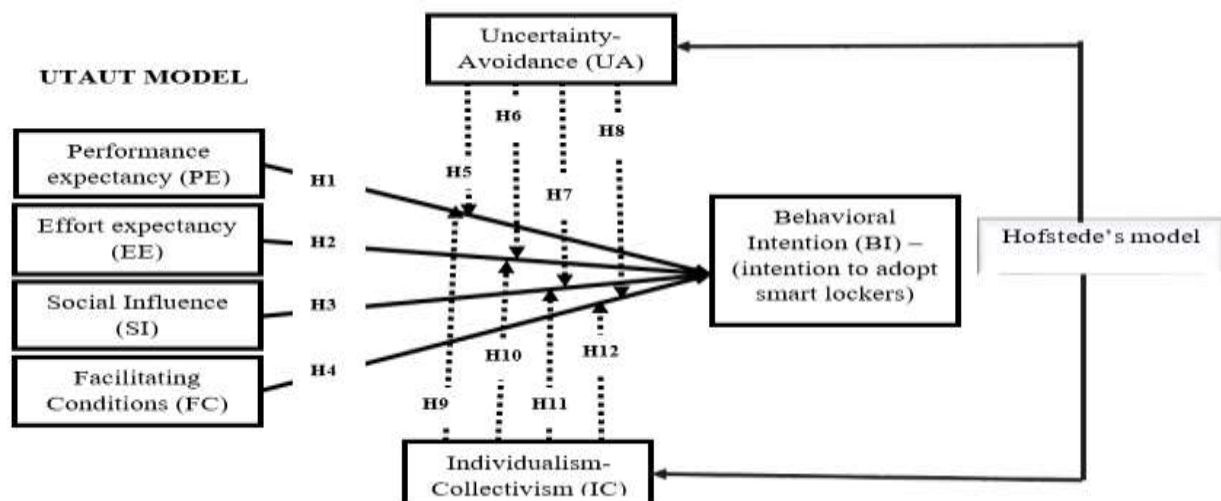 Uncertainty-
Avoidance (UA)
UTAUT MODEL
H6
H8
Performance
expectancy (PE)
H5
H1
H7
Effort expectancy
(EE)
H2
Behavioral
Intention (BI) –
(intention to adopt
smart lockers)
Hofstede's model
Social Influence
(SI)
H3
H10
H12
Facilitating
Conditions (FC)
H4
H9
H11
Individualism-
Collectivism (IC)